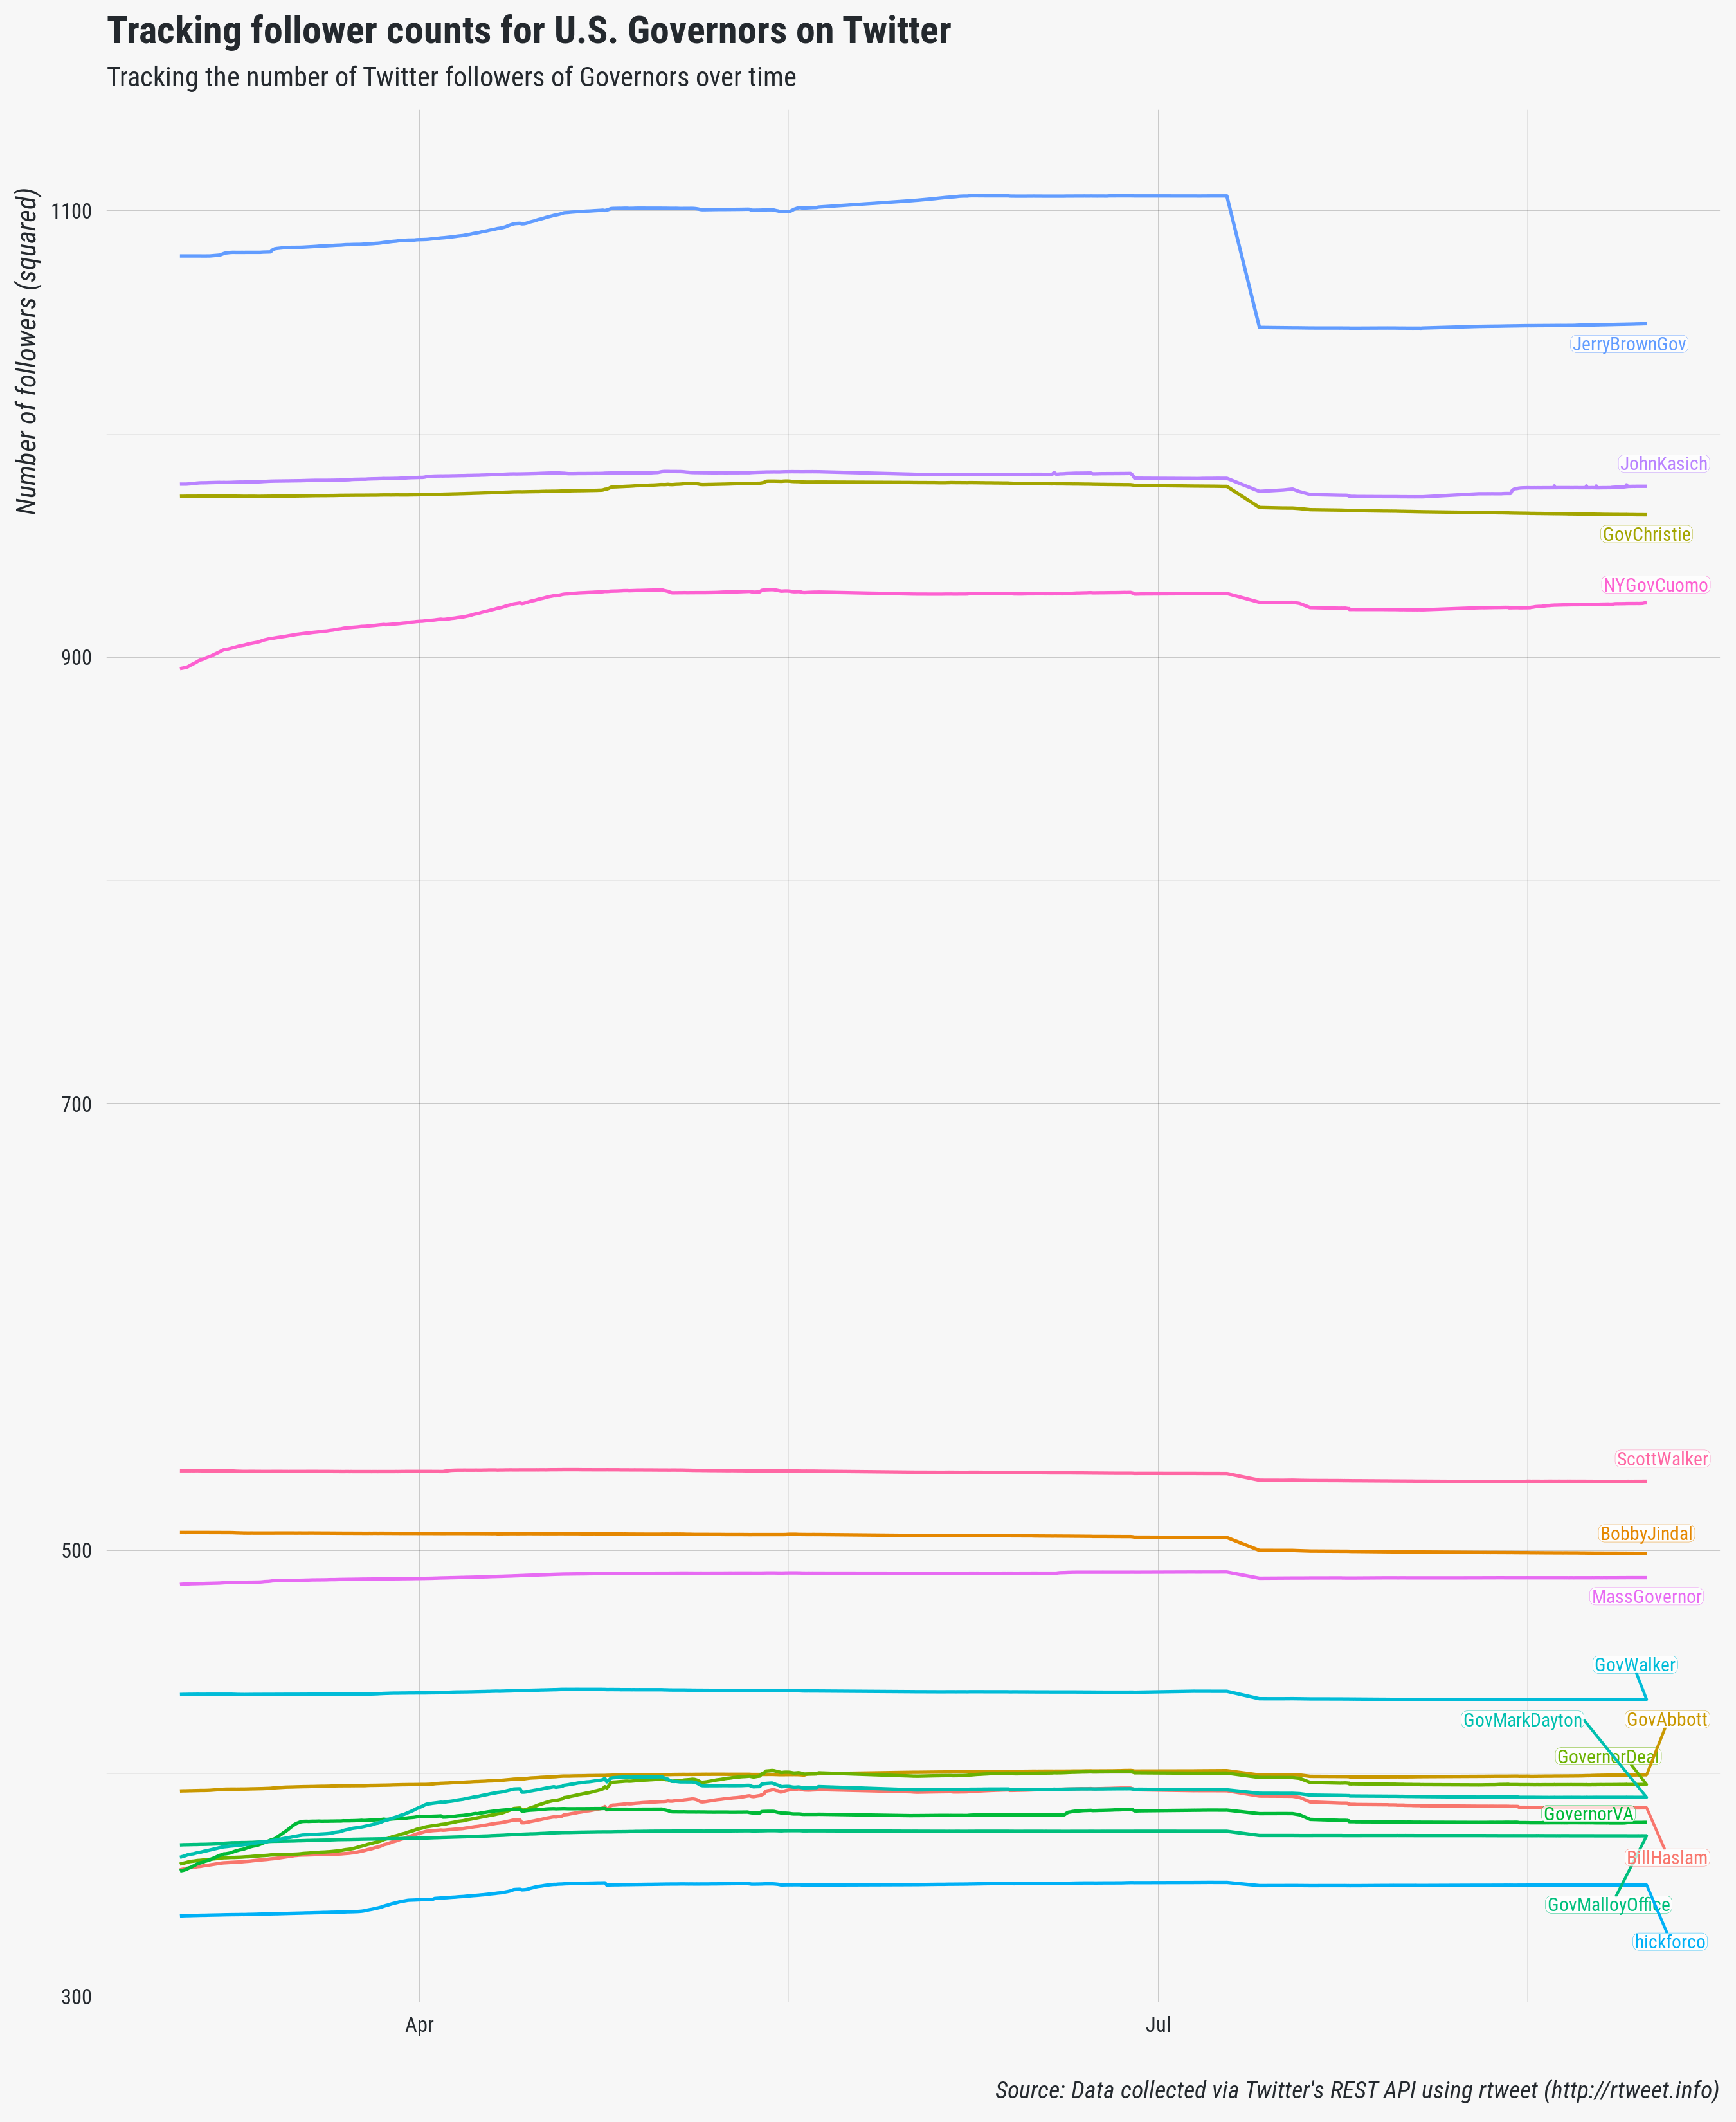 Tracking follower counts for U.S. Governors on Twitter
Tracking the number of Twitter followers of Governors over time
Number of followers (squared)
1100
JerryBrownGov
JohnKasich
GovChristie
NYGovCuomo
900
700
ScottWalker
BobbyJindal
500
MassGovernor
GovWalker
GovMarkDayton
GovAbbott
GovernorDeal
GovernorVA
BillHaslam
GovMalloyOffice
hickforco
300
Apr
Jul
Source: Data collected via Twitter's REST API using rtweet (http://rtweet.info)